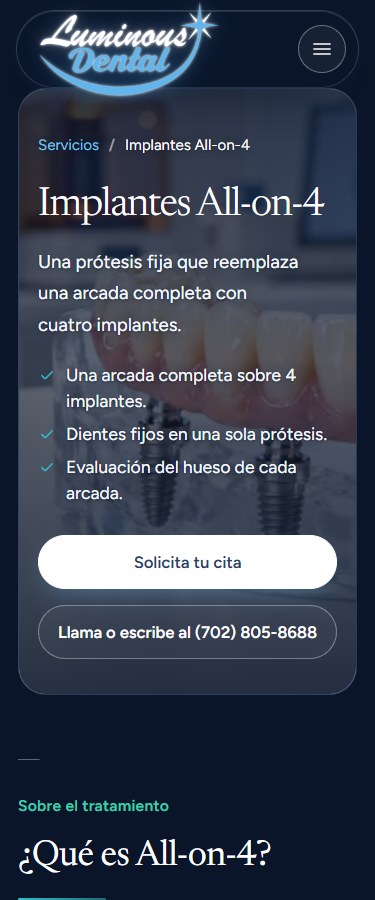 Luminous
Dental
Servicios / Implantes All-on-4
Implantes All-on-4
Una prótesis fija que reemplaza
una arcada completa con
cuatro implantes.
Una arcada completa sobre 4
implantes.
Dientes fijos en una sola prótesis.
Evaluación del hueso de cada
arcada.
Solicita tu cita
Llama o escribe al (702) 805-8688
Sobre el tratamiento
¿Qué es All-on-4?